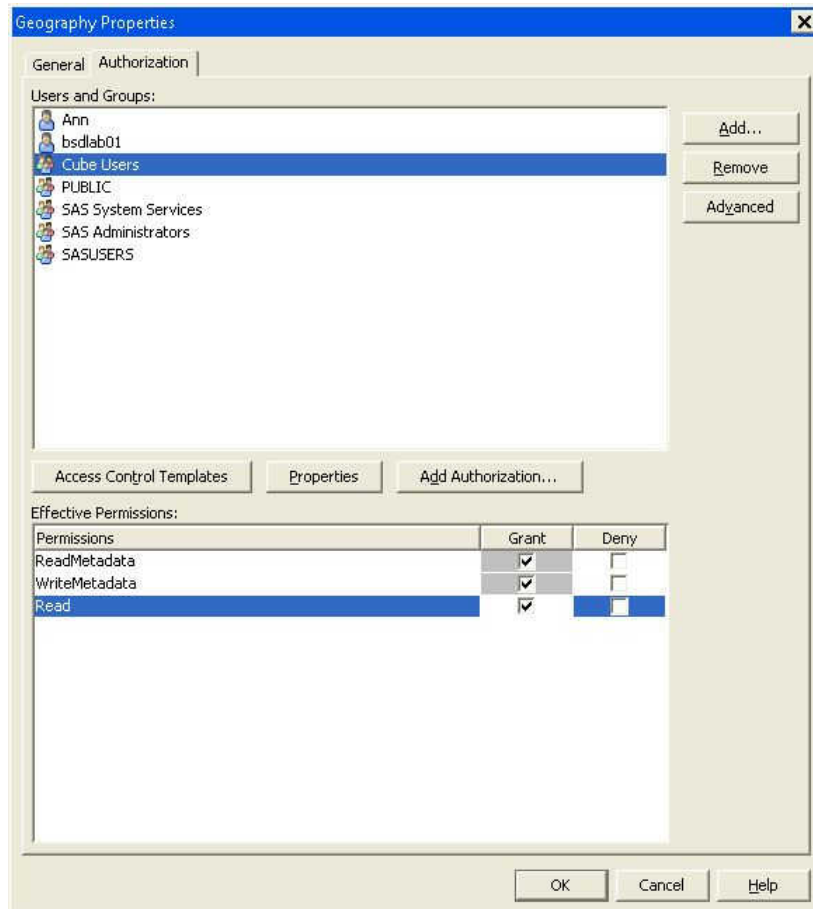 Geography Properties
General Authorization
Users and Groups:
Ann
bsdlab01
Cube Users
PUBLIC
SAS System Services
SAS Administrators
SASUSERS
Add...
Remove
Advanced
Access Control Templates Properties Add Authorization...
Effective Permissions:
Permissions Grant Deny
ReadMetadata
WriteMetadata
Read
OK Cancel Help